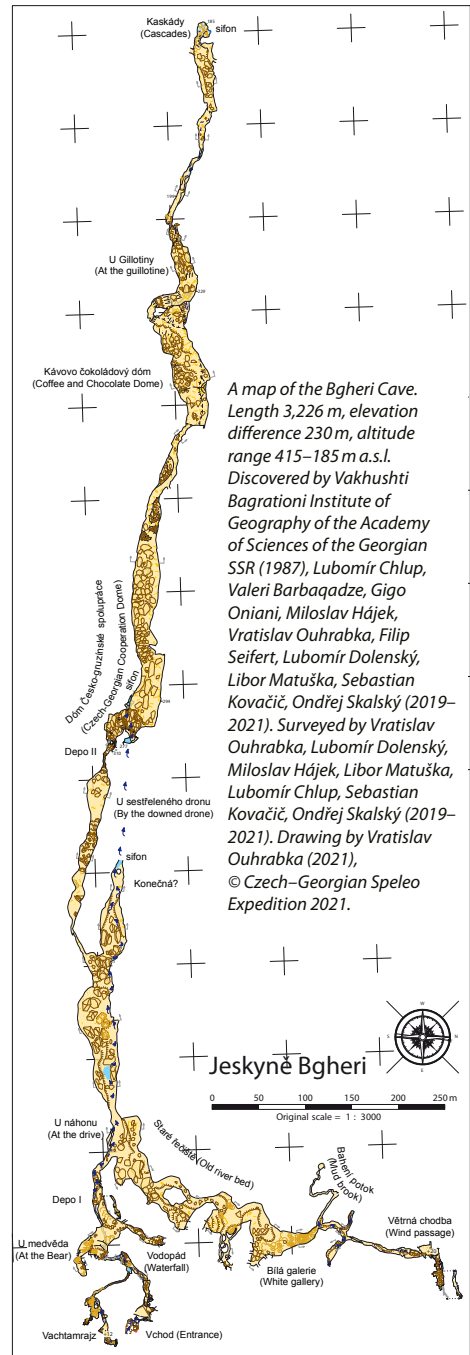 Kaskády
(Cascades)
sifon
185
U Gillotiny
(At the guillotine)
Kávovo čokoládový dóm
(Coffee and Chocolate Dome)
A map of the Bgheri Cave.
Length 3,226 m, elevation
difference 230 m, altitude
range 415–185 m a.s.l.
Discovered by Vakhushti
Bagrationi Institute of
Geography of the Academy
of Sciences of the Georgian
SSR (1987), Lubomír Chlup,
Valeri Barbaqadze, Gigo
Oniani, Miloslav Hájek,
Vratislav Ouhrabka, Filip
Seifert, Lubomír Dolenský,
Libor Matuška, Sebastian
Kovačič, Ondřej Skalský (2019–
2021). Surveyed by Vratislav
Ouhrabka, Lubomír Dolenský,
Miloslav Hájek, Libor Matuška,
Lubomír Chlup, Sebastian
Kovačič, Ondřej Skalský (2019–
2021). Drawing by Vratislav
Ouhrabka (2021),
© Czech–Georgian Speleo
Expedition 2021.
Dóm Česko-gruzínské spolupráce
(Czech-Georgian Cooperation Dome)
sifon
Depo II
U sestřeleného dronu
(By the downed drone)
sifon
Konečná?
W
S
N
E
Jeskyně Bgheri
0
50
100
150
200
250 m
Original scale = 1 : 3000
U náhonu
(At the drive)
Staré řečiště (Old river bed)
Bahení potok
(Mud brook)
Depo I
U medvěda
(At the Bear)
Vodopád
(Waterfall)
Bílá galerie
(White gallery)
Větrná chodba
(Wind passage)
Vachtamrajz
Vchod (Entrance)